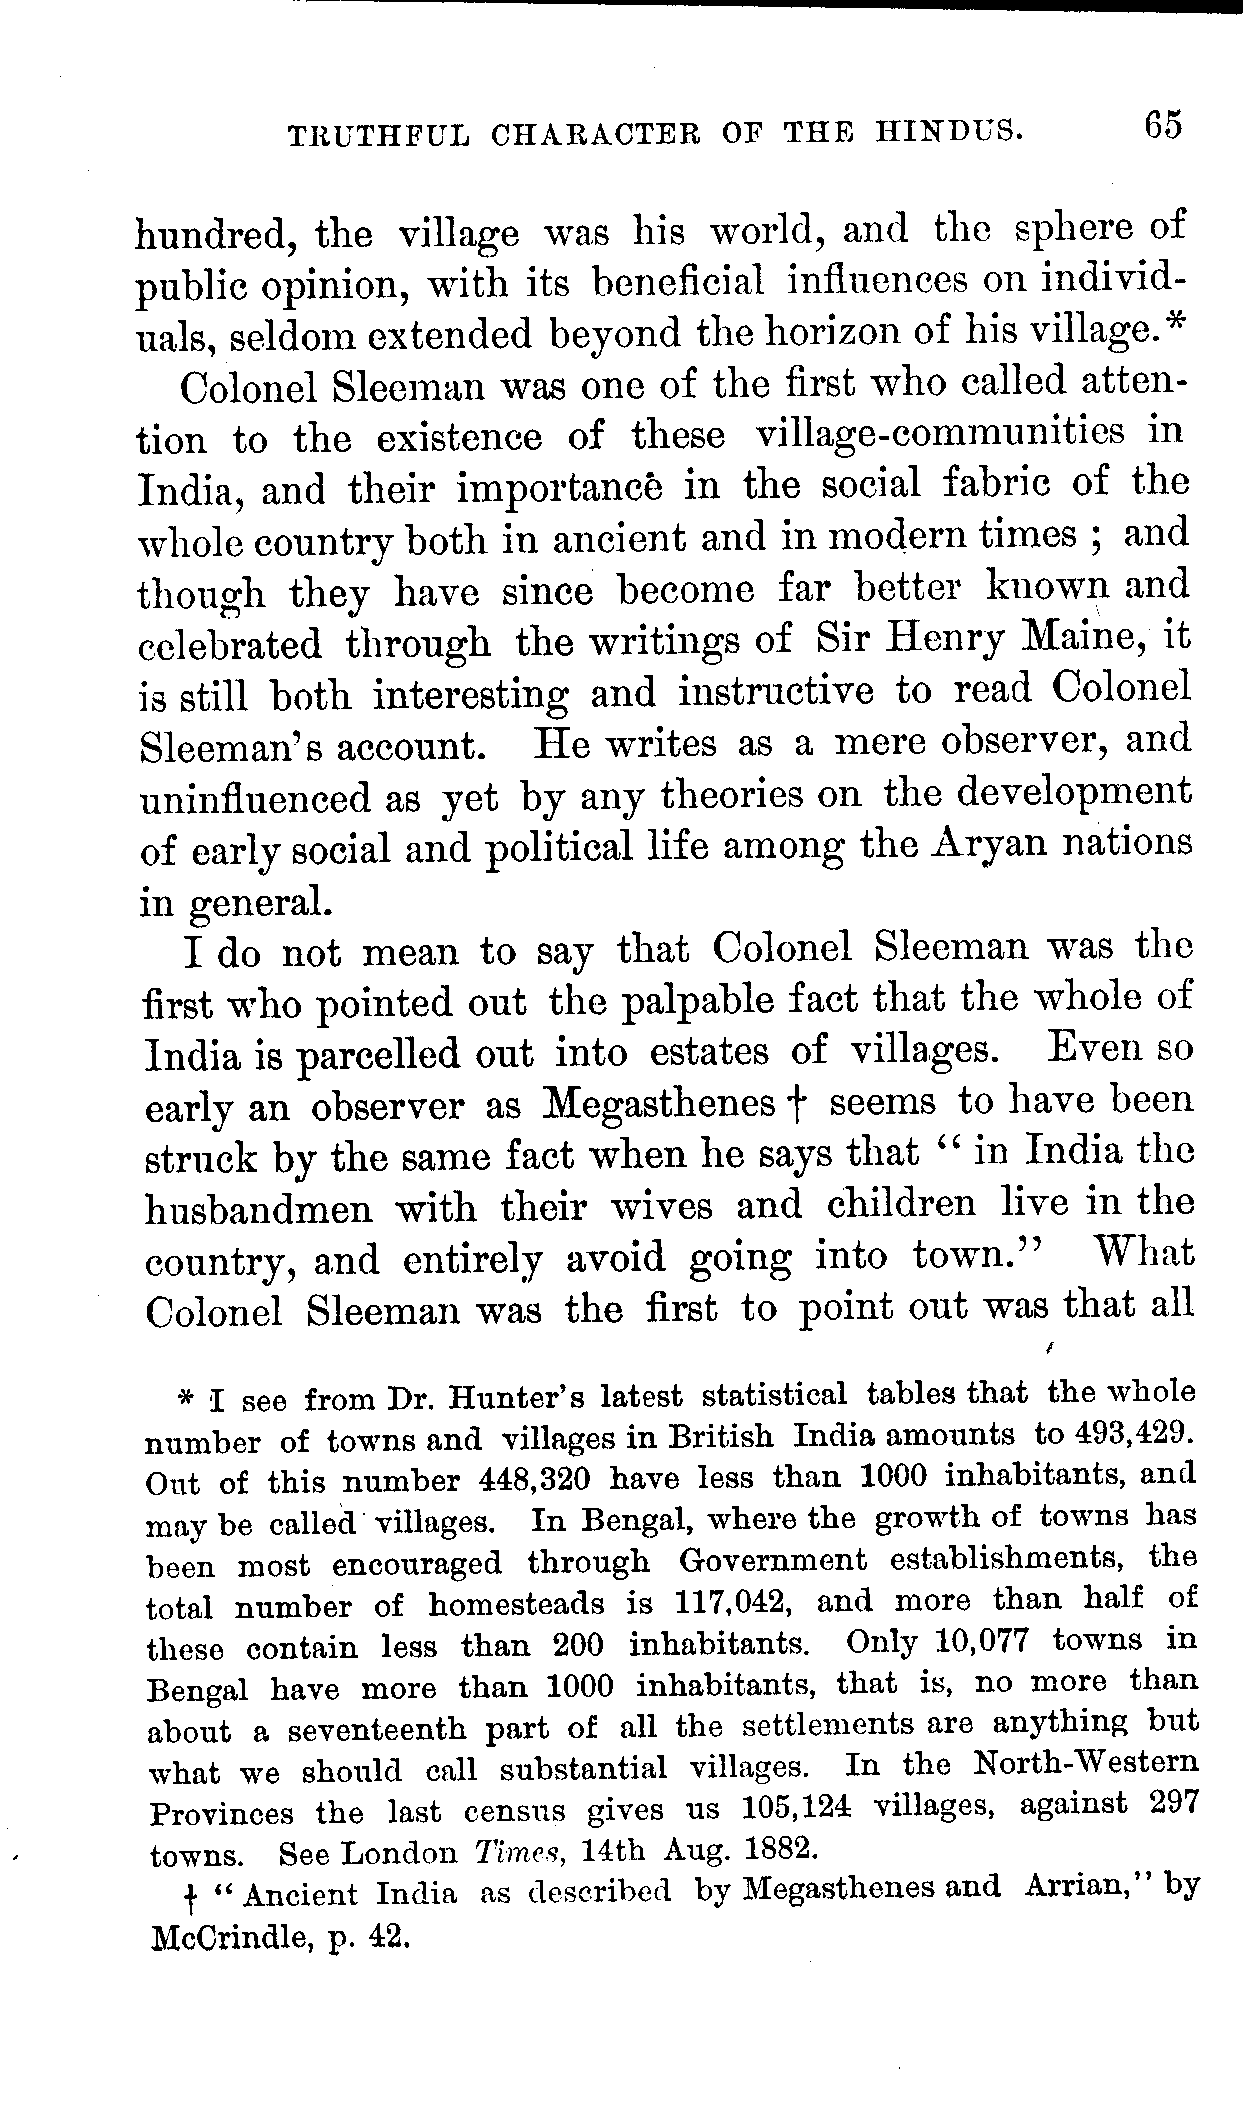 TRUTHFUL CHARACTER OF THE HINDUS. 65
hundred, the village was his world, and the sphere of
public opinion, with its beneficial influences on individ-
uals, seldom extended beyond the horizon of his village.*
Colonel Sleeman was one of the first who called atten-
tion to the existence of these village-communities in
India, and their importance in the social fabric of the
whole country both in ancient and in modern times ; and
though they have since become far better known and
celebrated through the writings of Sir Henry Maine, it
is still both interesting and instructive to read Colonel
Sleeman's account. He writes as a mere observer, and
uninfluenced as yet by any theories on the development
of early social and political life among the Aryan nations
in general.
I do not mean to say that Colonel Sleeman was the
first who pointed out the palpable fact that the whole of
India is parcelled out into estates of villages. Even so
early an observer as Megasthenes † seems to have been
struck by the same fact when he says that “ in India the
husbandmen with their wives and children live in the
country, and entirely avoid going into town.” What
Colonel Sleeman was the first to point out was that all
* I see from Dr. Hunter's latest statistical tables that the whole
number of towns and villages in British India amounts to 493,429.
Out of this number 448,320 have less than 1000 inhabitants, and
may be called villages. In Bengal, where the growth of towns has
been most encouraged through Government establishments, the
total number of homesteads is 117,042, and more than half of
these contain less than 200 inhabitants. Only 10,077 towns in
Bengal have more than 1000 inhabitants, that is, no more than
about a seventeenth part of all the settlements are anything but
what we should call substantial villages. In the North-Western
Provinces the last census gives us 105,124 villages, against 297
towns. See London Times, 14th Aug. 1882.
† “ Ancient India as described by Megasthenes and Arrian,” by
McCrindle, p. 42.